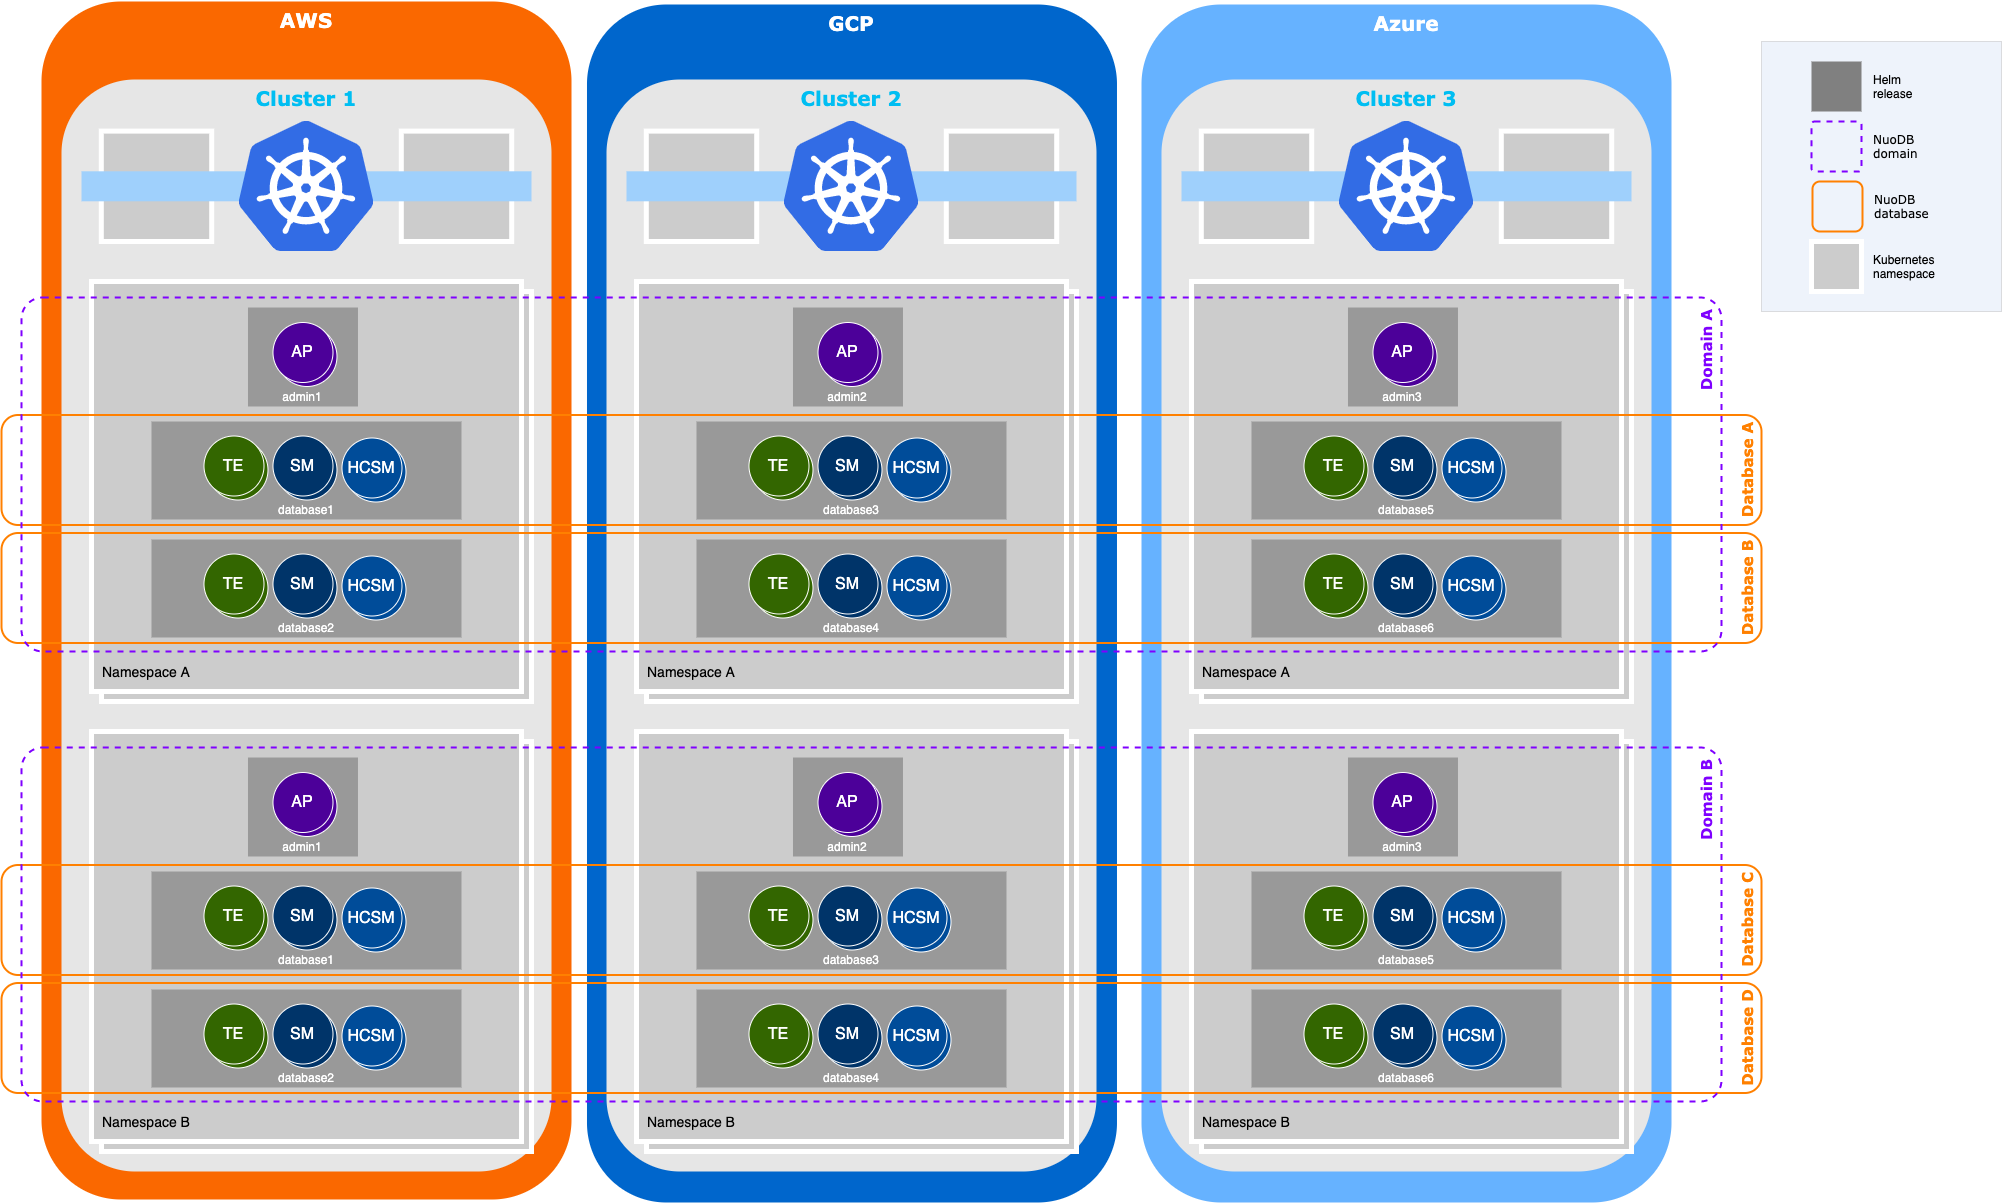 AWS
GCP
Azure
Cluster 1
Cluster 2
Cluster 3
Helm
release
NuoDB
domain
NuoDB
database
Kubernetes
namespace
AP
admin1
AP
admin2
AP
admin3
Domain A
TE SM HCSM
database1
TE SM HCSM
database3
TE SM HCSM
database5
Database A
TE SM HCSM
database2
TE SM HCSM
database4
TE SM HCSM
database6
Database B
Namespace A
Namespace A
Namespace A
AP
admin1
AP
admin2
AP
admin3
Domain B
TE SM HCSM
database1
TE SM HCSM
database3
TE SM HCSM
database5
Database C
TE SM HCSM
database2
TE SM HCSM
database4
TE SM HCSM
database6
Database D
Namespace B
Namespace B
Namespace B